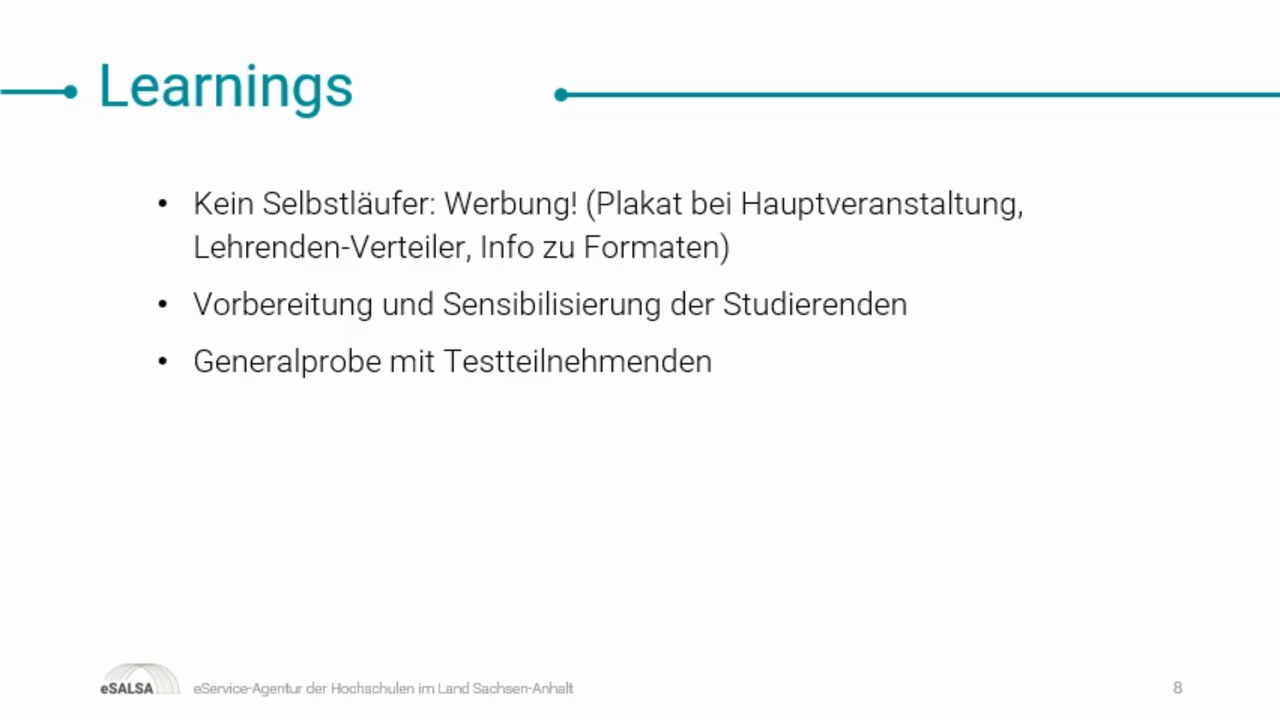 Learnings
• Kein Selbstläufer: Werbung! (Plakat bei Hauptveranstaltung,
Lehrenden-Verteiler, Info zu Formaten)
• Vorbereitung und Sensibilisierung der Studierenden
• Generalprobe mit Testteilnehmenden
eSALSA eService-Agentur der Hochschulen im Land Sachsen-Anhalt 8